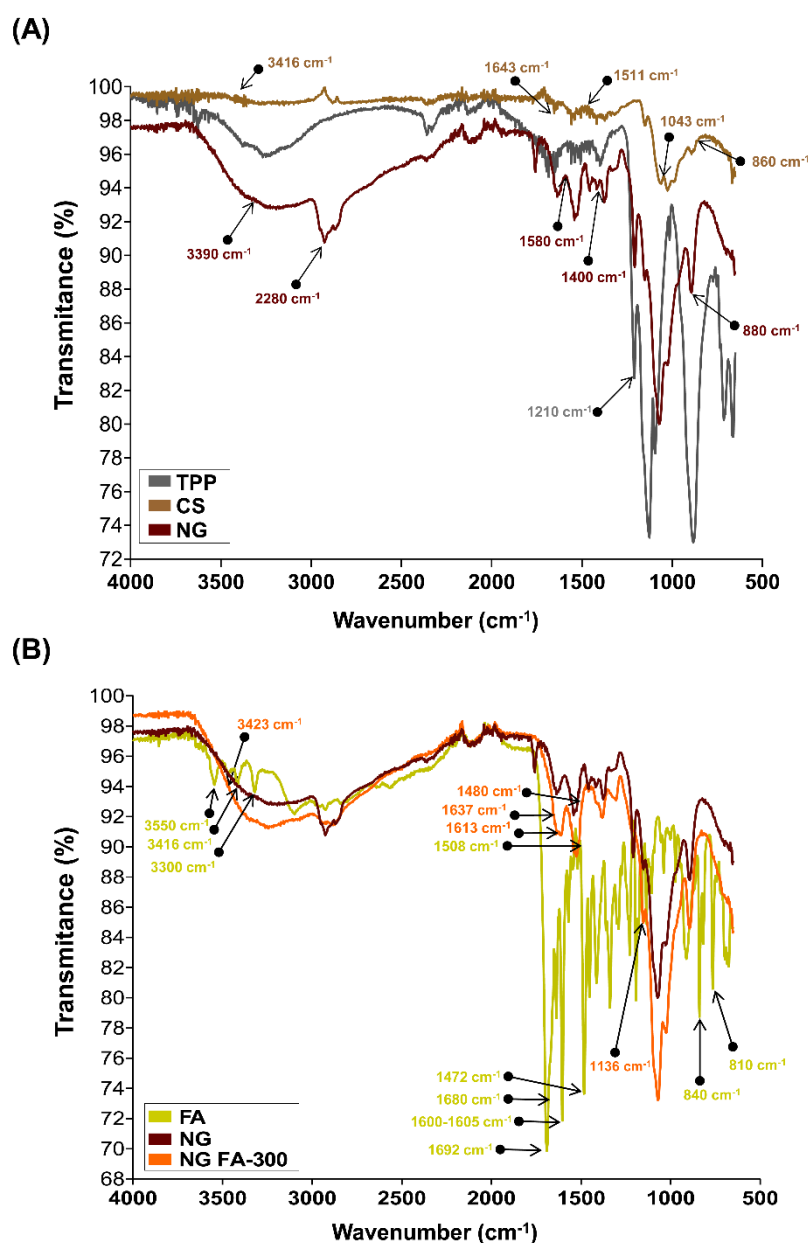 (A)
3416 cm⁻¹
1643 cm⁻¹
1511 cm⁻¹
1043 cm⁻¹
860 cm⁻¹
3390 cm⁻¹
2280 cm⁻¹
1580 cm⁻¹
1400 cm⁻¹
880 cm⁻¹
1210 cm⁻¹
Transmitance (%)
100
98
96
94
92
90
88
86
84
82
80
78
76
74
72
TPP
CS
NG
4000 3500 3000 2500 2000 1500 1000 500
Wavenumber (cm⁻¹)
(B)
3423 cm⁻¹
3550 cm⁻¹
3416 cm⁻¹
3300 cm⁻¹
1480 cm⁻¹
1637 cm⁻¹
1613 cm⁻¹
1508 cm⁻¹
1136 cm⁻¹
810 cm⁻¹
840 cm⁻¹
1472 cm⁻¹
1680 cm⁻¹
1600-1605 cm⁻¹
1692 cm⁻¹
Transmitance (%)
100
98
96
94
92
90
88
86
84
82
80
78
76
74
72
70
68
FA
NG
NG FA-300
4000 3500 3000 2500 2000 1500 1000 500
Wavenumber (cm⁻¹)